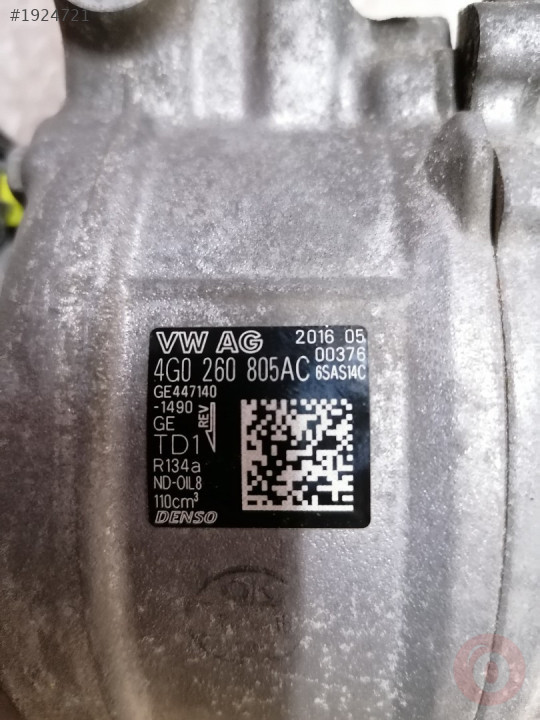 #1924721
VW AG 2016 05
00376
4G0 260 805AC 6SAS14C
GE447140
-1490 REV
GE
TD1
R134a
ND-OIL8
110cm³
DENSO